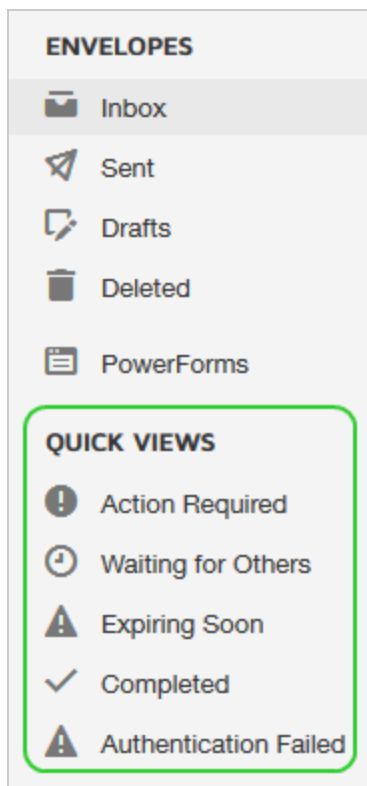 ENVELOPES
Inbox
Sent
Drafts
Deleted
PowerForms
QUICK VIEWS
Action Required
Waiting for Others
Expiring Soon
Completed
Authentication Failed